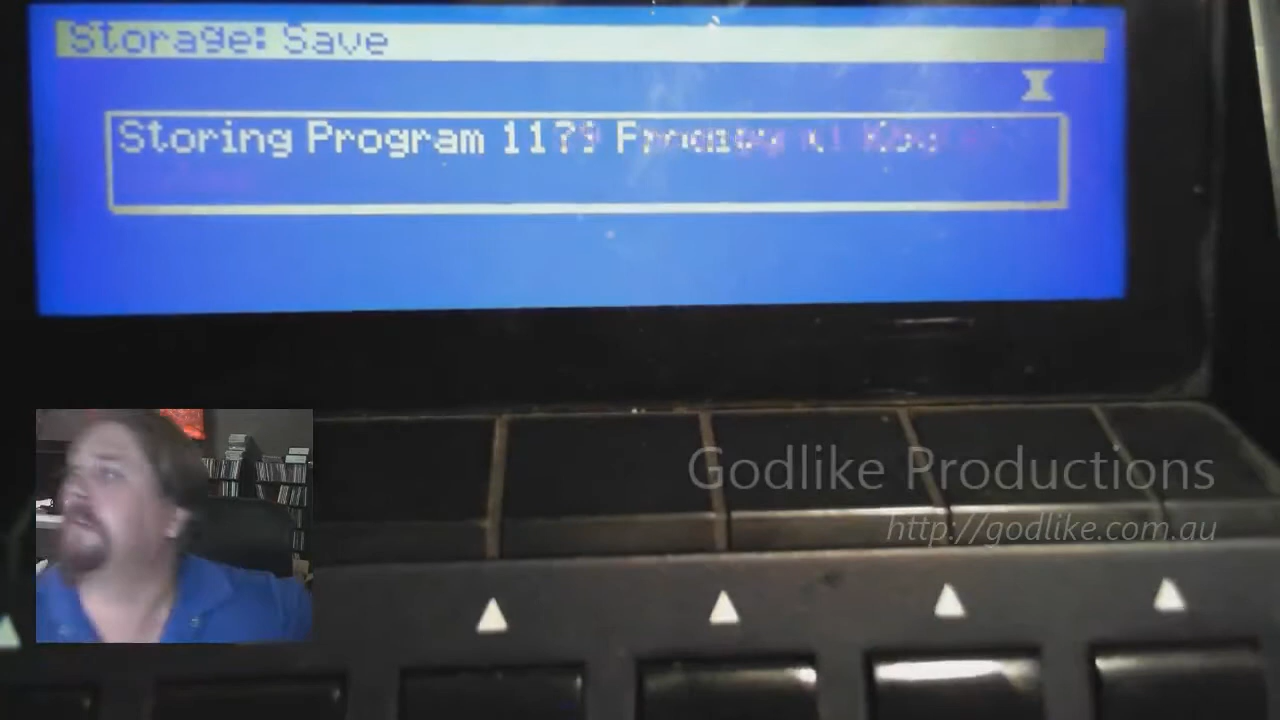 Storage: Save
Storing Program
Godlike Productions
http://godlike.com.au